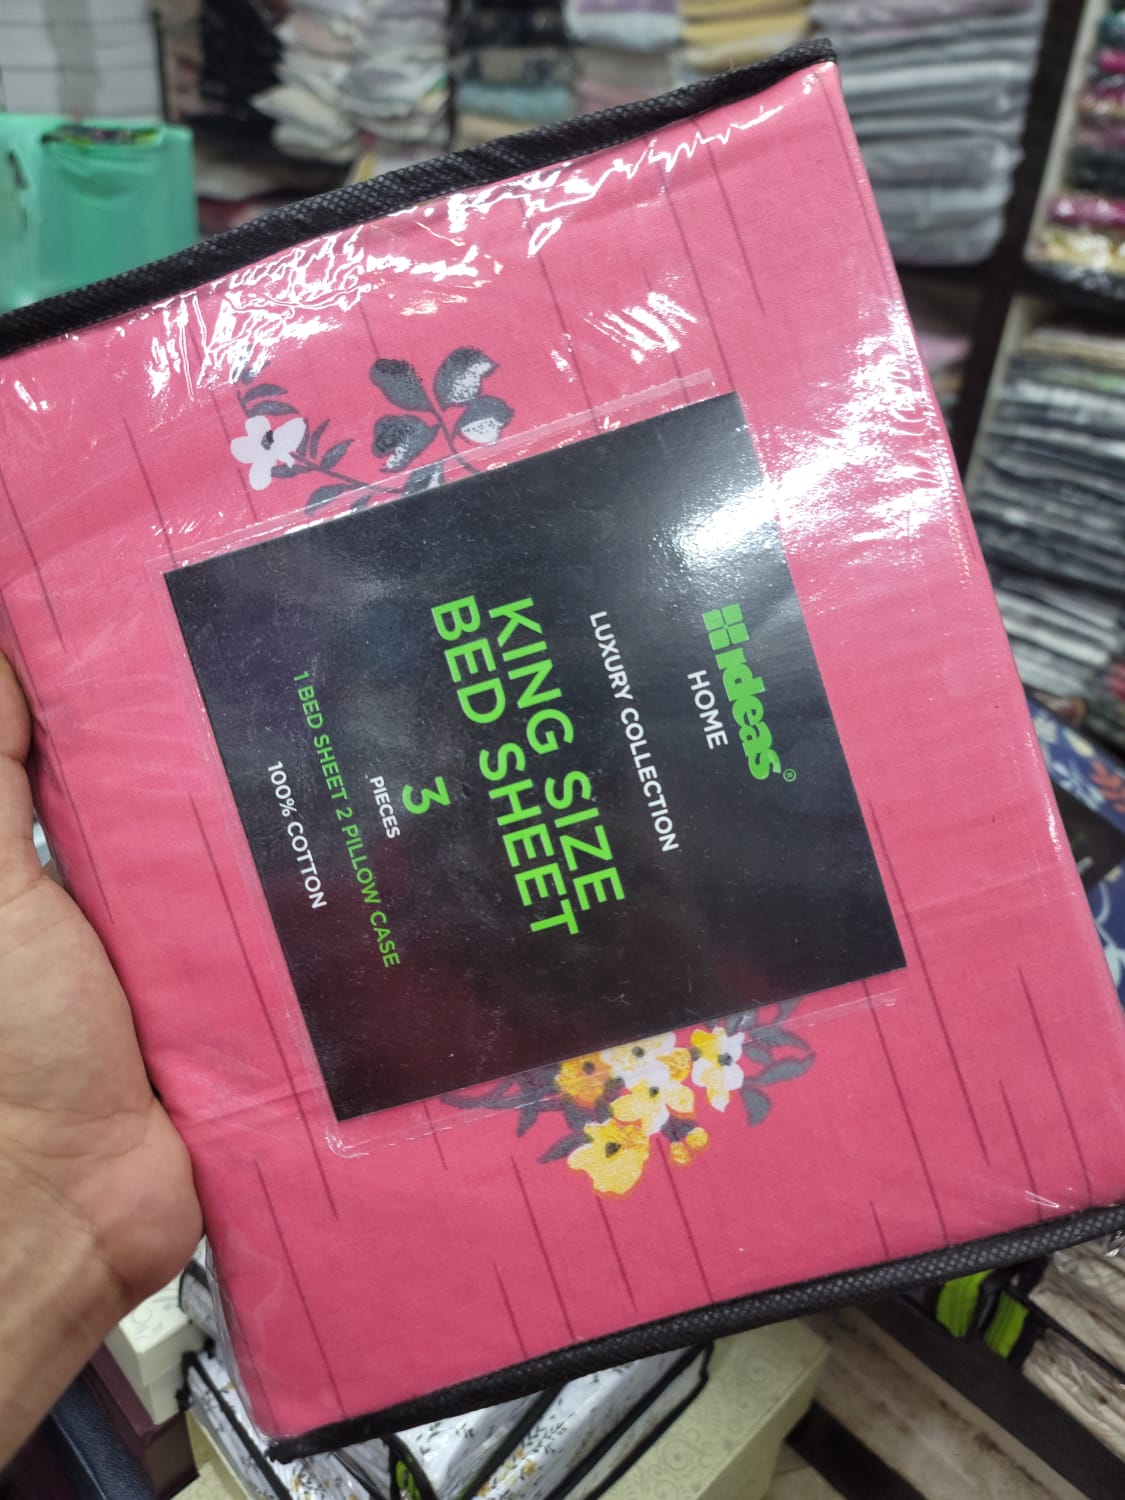 ideas®
HOME
LUXURY COLLECTION
KING SIZE
BED SHEET
3
PIECES
1 BED SHEET 2 PILLOW CASE
100% COTTON